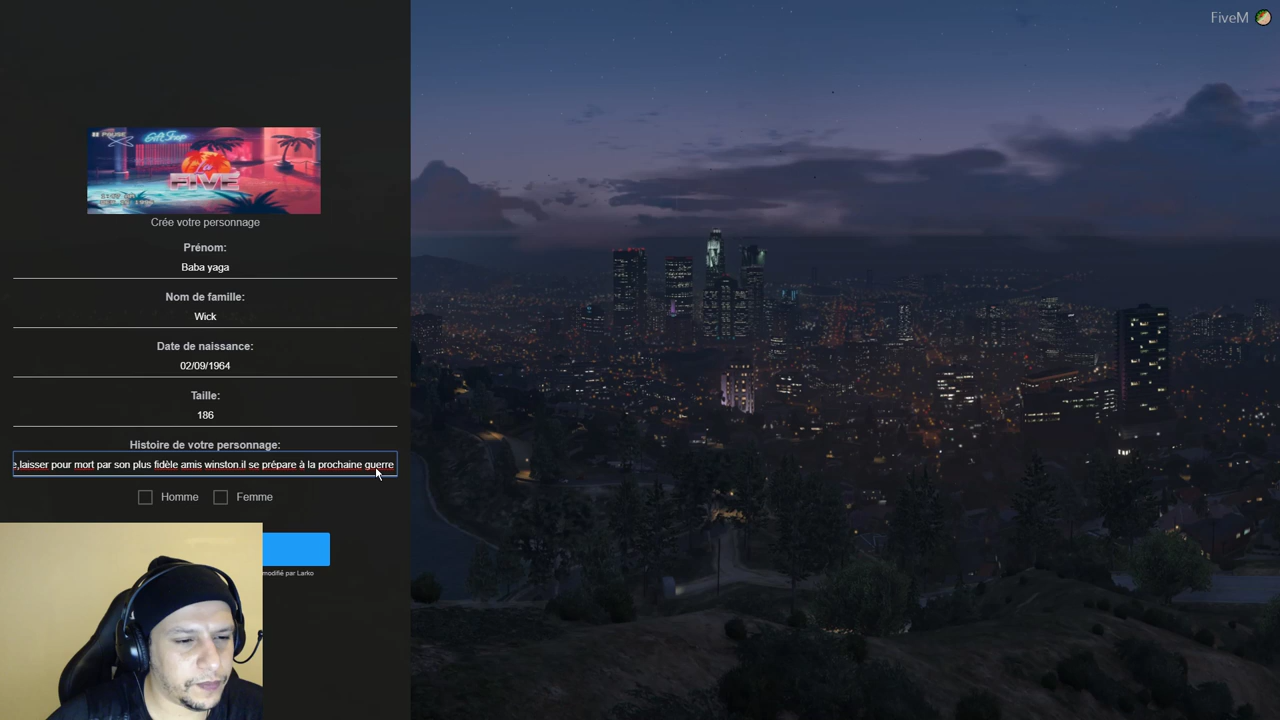 FiveM
PAUSE
FIVE
Crée votre personnage
Prénom:
Baba yaga
Nom de famille:
Wick
Date de naissance:
02/09/1964
Taille:
186
Histoire de votre personnage:
,laisser pour mort par son plus fidèle amis winston.il se prépare à la prochaine guerre
Homme
Femme
modifié par Larko